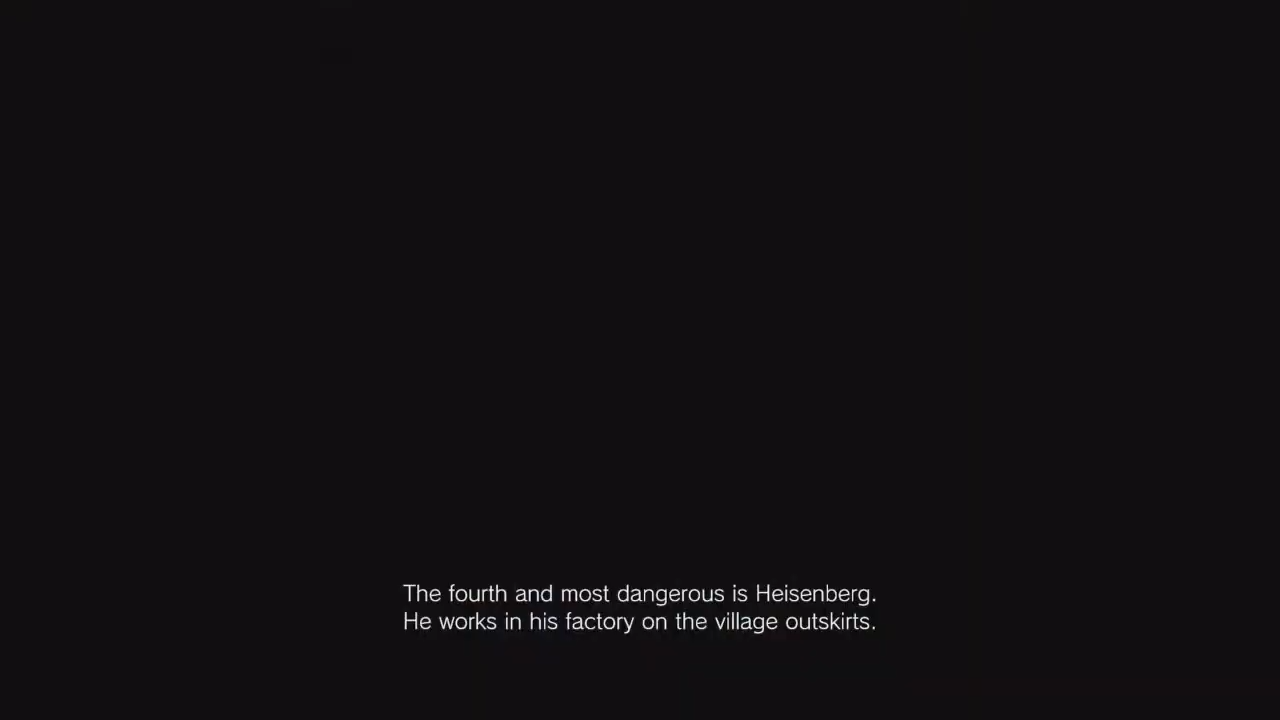 The fourth and most dangerous is Heisenberg.
He works in his factory on the village outskirts.